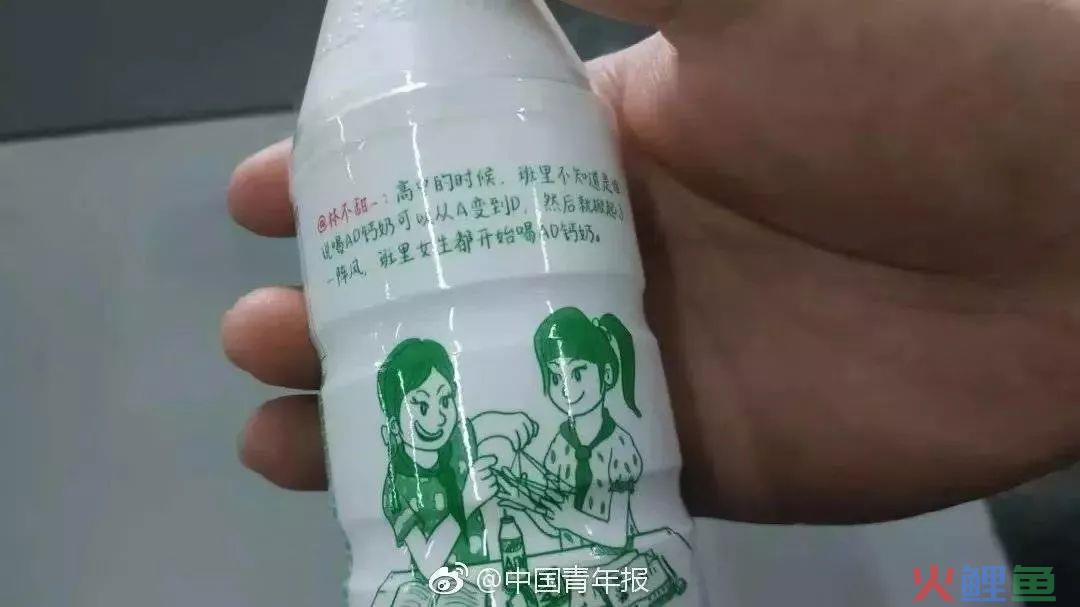 @林不甜一：高中的时候，班里不知道是
说喝AD钙奶可以从A变到D，然后就掀起了
一阵风，班里女生都开始喝AD钙奶。
@中国青年报
火鲤鱼